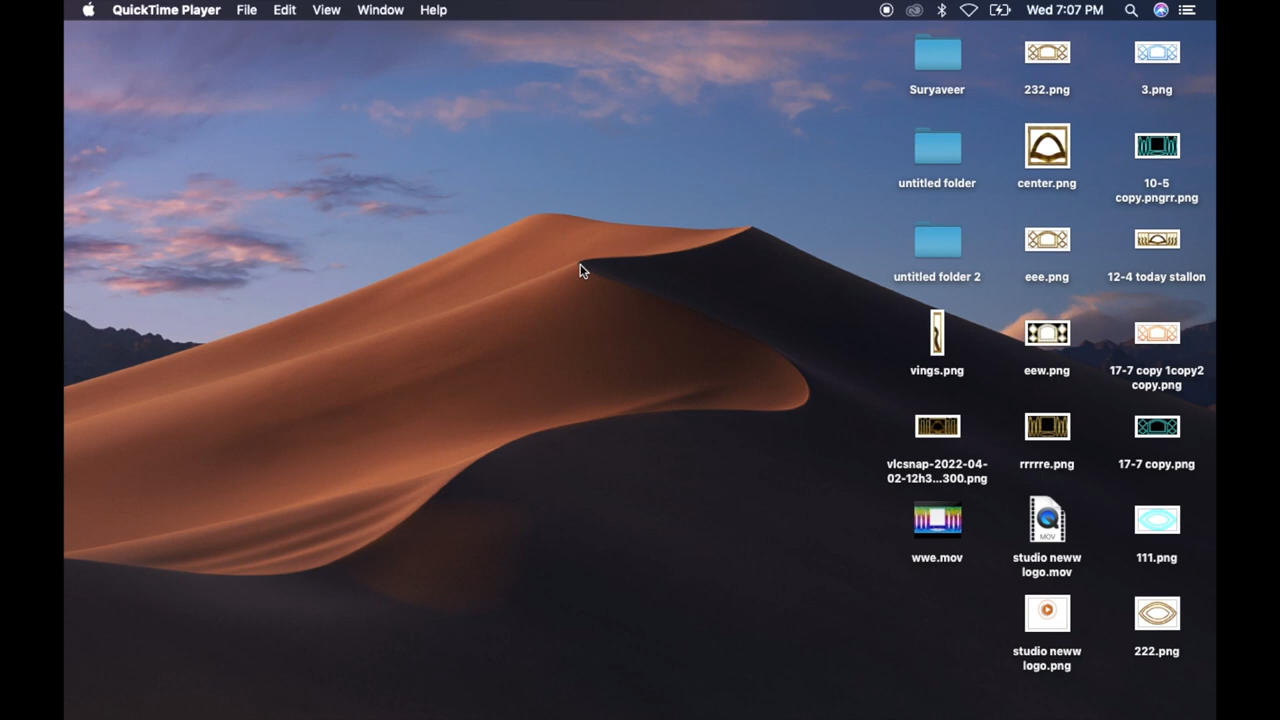 QuickTime Player File Edit View Window Help Wed 7:07 PM
Suryaveer 232.png 3.png
untitled folder center.png 10-5
copy.pngrr.png
untitled folder 2 eee.png 12-4 today stallon
vings.png eew.png 17-7 copy 1copy2
copy.png
vlcsnap-2022-04- rrrrre.png 17-7 copy.png
02-12h3...300.png
MOV
wwe.mov studio neww 111.png
logo.mov
studio neww 222.png
logo.png